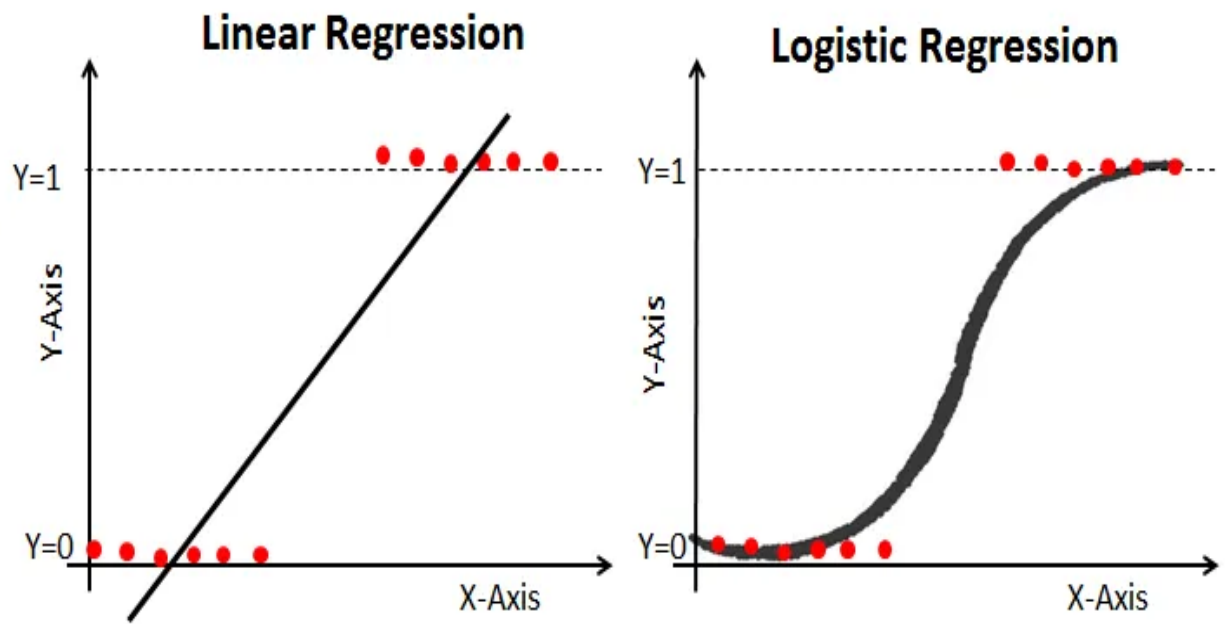 Linear Regression
Y=1
Y-Axis
Y=0
X-Axis
Logistic Regression
Y=1
Y-Axis
Y=0
X-Axis